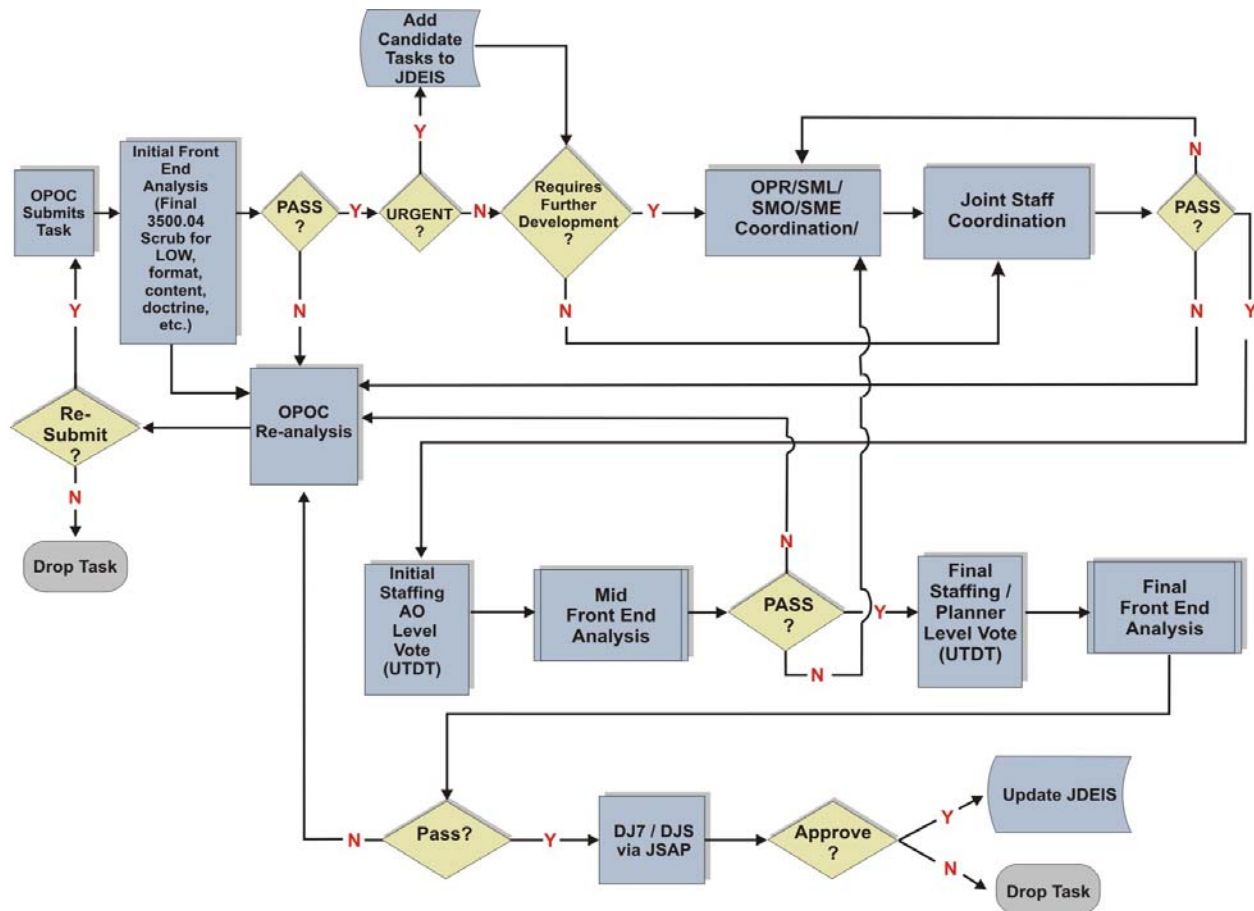 Add
Candidate
Tasks to
JDEIS
Y
N
OPOC
Submits
Task
Initial Front
End
Analysis
(Final
3500.04
Scrub for
LOW,
format,
content,
doctrine,
etc.)
PASS
?
Y
URGENT
?
N
Requires
Further
Development
?
Y
OPR/SML/
SMO/SME
Coordination/
Joint Staff
Coordination
PASS
?
Y
N
N
N
Y
Re-
Submit
?
OPOC
Re-analysis
N
Drop Task
N
Initial
Staffing
AO
Level
Vote
(UTDT)
Mid
Front End
Analysis
PASS
?
Y
Final
Staffing /
Planner
Level Vote
(UTDT)
Final
Front End
Analysis
N
Pass?
N
Y
DJ7 / DJS
via JSAP
Approve
?
Y
Update JDEIS
N
Drop Task